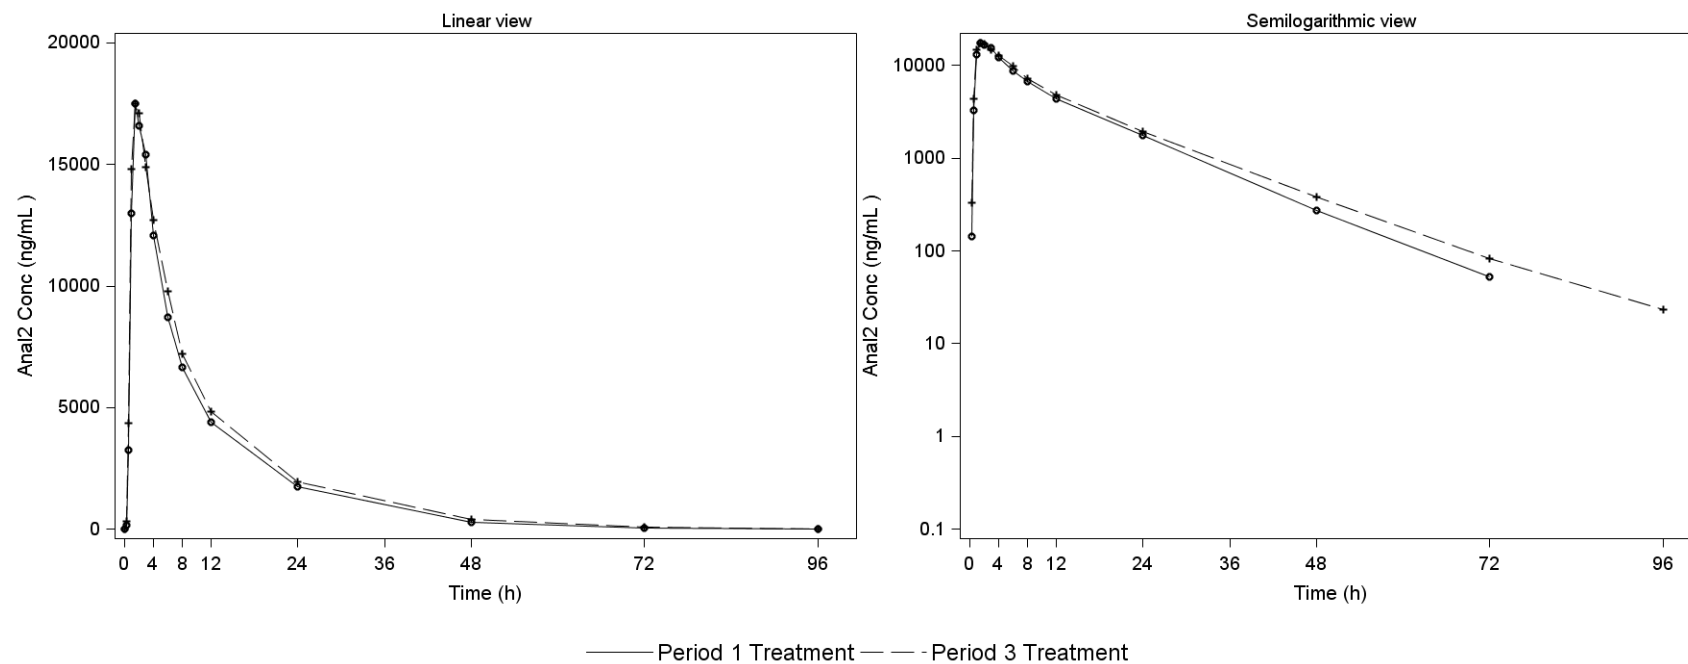 Linear view
20000
15000
10000
5000
0
Anal2 Conc (ng/mL )
0 4 8 12 24 36 48 72 96
Time (h)
Semilogarithmic view
10000
1000
100
10
1
0.1
Anal2 Conc (ng/mL )
0 4 8 12 24 36 48 72 96
Time (h)
Period 1 Treatment Period 3 Treatment